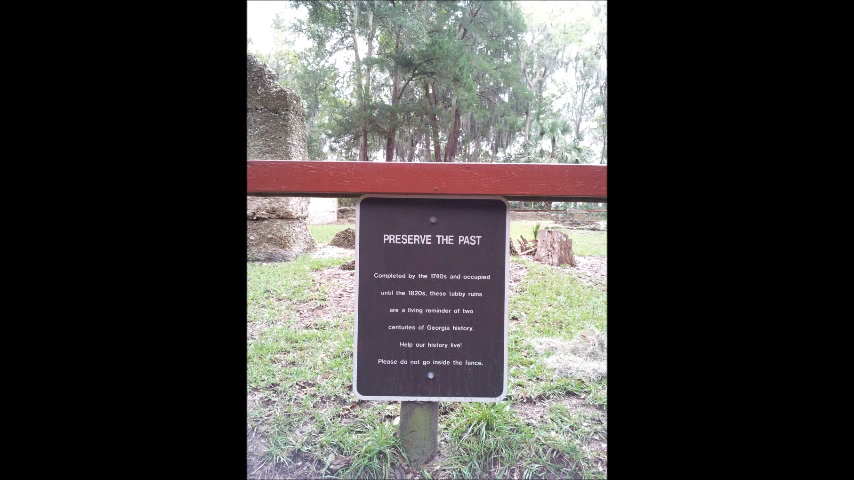 PRESERVE THE PAST
Completed by the 1740s and occupied
until the 1820s, these tabby ruins
are a living reminder of two
centuries of Georgia history.
Help our history live!
Please do not go inside the fence.